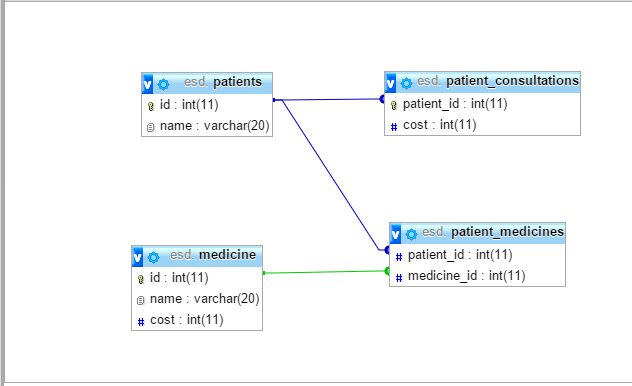 esd. patients
id : int(11)
name : varchar(20)
esd. patient_consultations
patient_id : int(11)
cost : int(11)
esd. medicine
id : int(11)
name : varchar(20)
cost : int(11)
esd. patient_medicines
patient_id : int(11)
medicine_id : int(11)